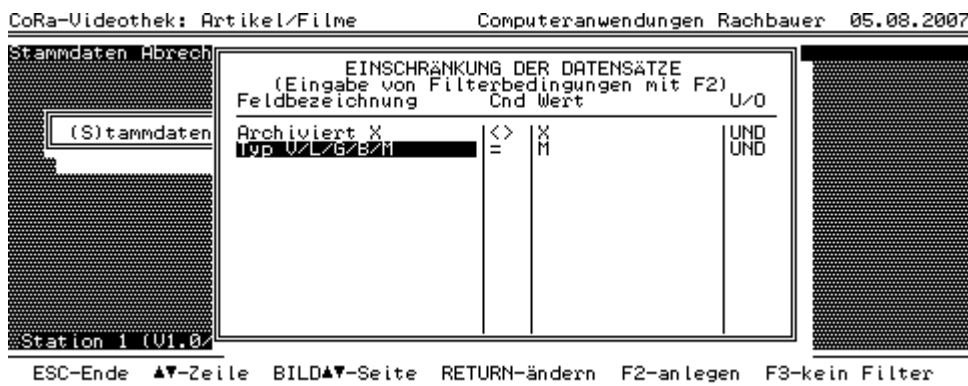 CoRa-Videothek: Artikel/Filme Computeranwendungen Rachbauer 05.08.2007
Stammdaten Abrech
EINSCHRÄNKUNG DER DATENSÄTZE
(Eingabe von Filterbedingungen mit F2)
Feldbezeichnung Cnd Wert U/O
(S)tammdaten
Archiviert X <> X UND
Typ V/L/G/B/M = M UND
Station 1 (V1.0/
ESC-Ende ▲▼-Zeile BILD▲▼-Seite RETURN-ändern F2-anlegen F3-kein Filter